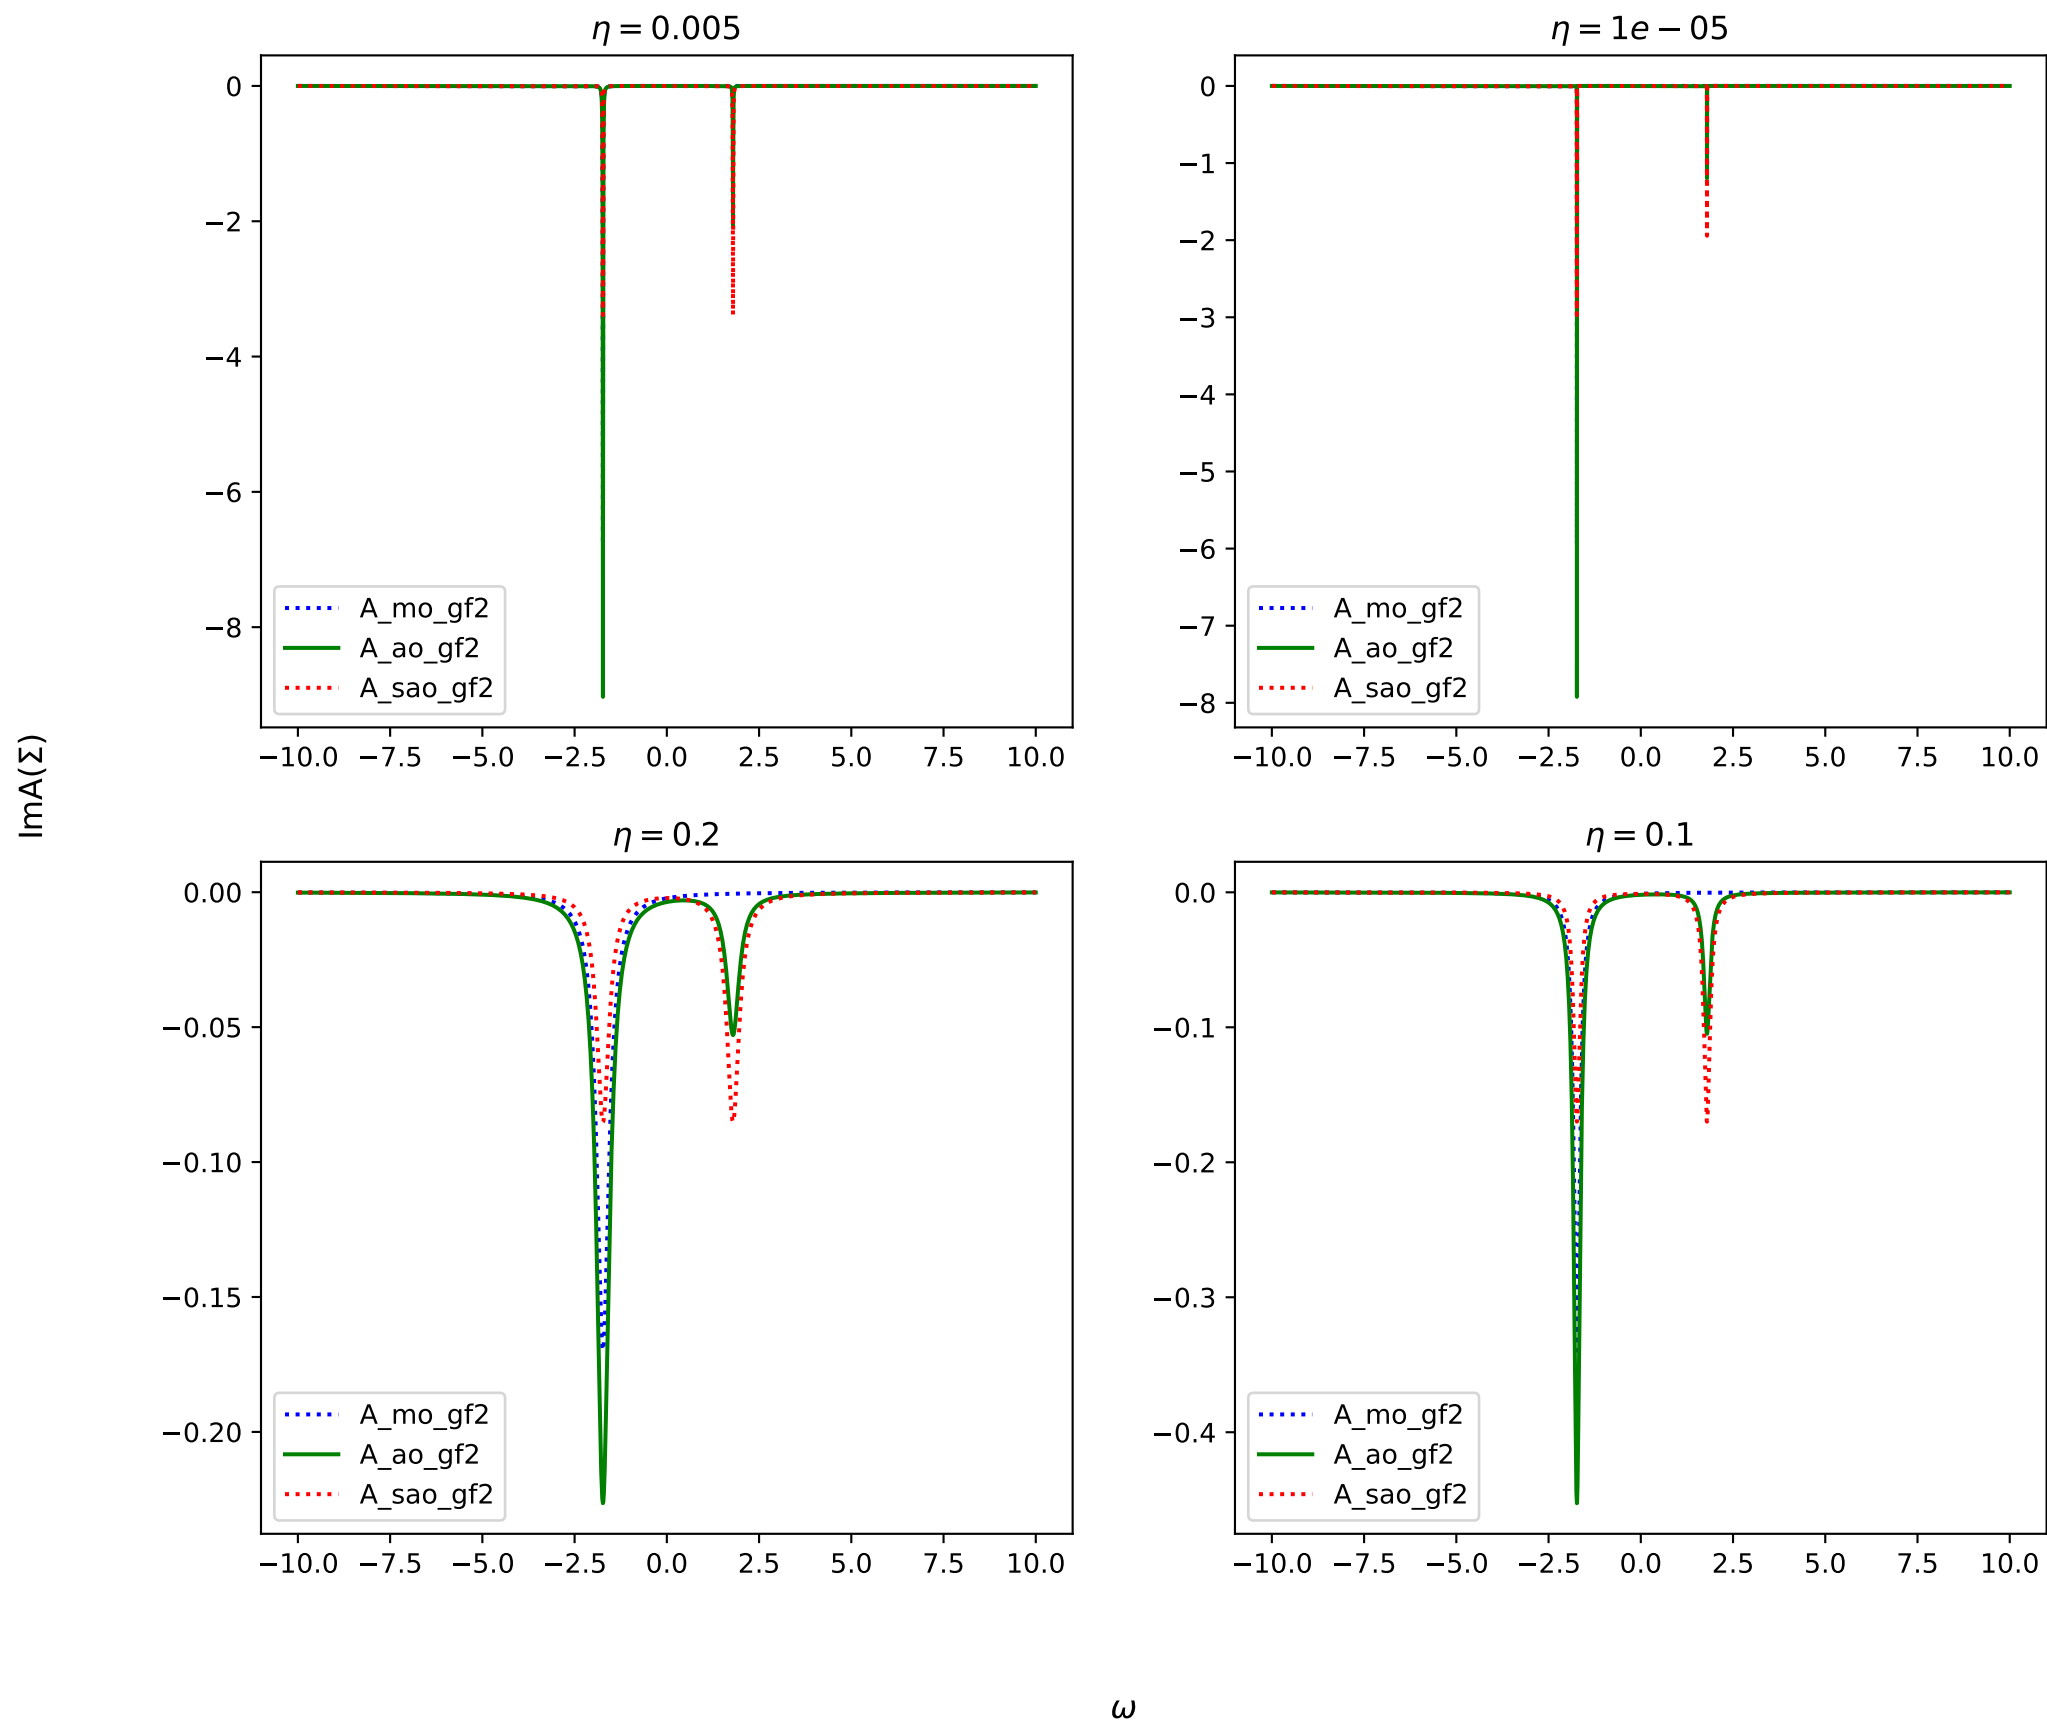 η = 0.005
0
−2
−4
−6
−8
A_mo_gf2
A_ao_gf2
A_sao_gf2
−10.0 −7.5 −5.0 −2.5 0.0 2.5 5.0 7.5 10.0
η = 1e − 05
0
−1
−2
−3
−4
−5
−6
−7
−8
A_mo_gf2
A_ao_gf2
A_sao_gf2
−10.0 −7.5 −5.0 −2.5 0.0 2.5 5.0 7.5 10.0
ImA(Σ)
η = 0.2
0.00
−0.05
−0.10
−0.15
−0.20
A_mo_gf2
A_ao_gf2
A_sao_gf2
−10.0 −7.5 −5.0 −2.5 0.0 2.5 5.0 7.5 10.0
η = 0.1
0.0
−0.1
−0.2
−0.3
−0.4
A_mo_gf2
A_ao_gf2
A_sao_gf2
−10.0 −7.5 −5.0 −2.5 0.0 2.5 5.0 7.5 10.0
ω